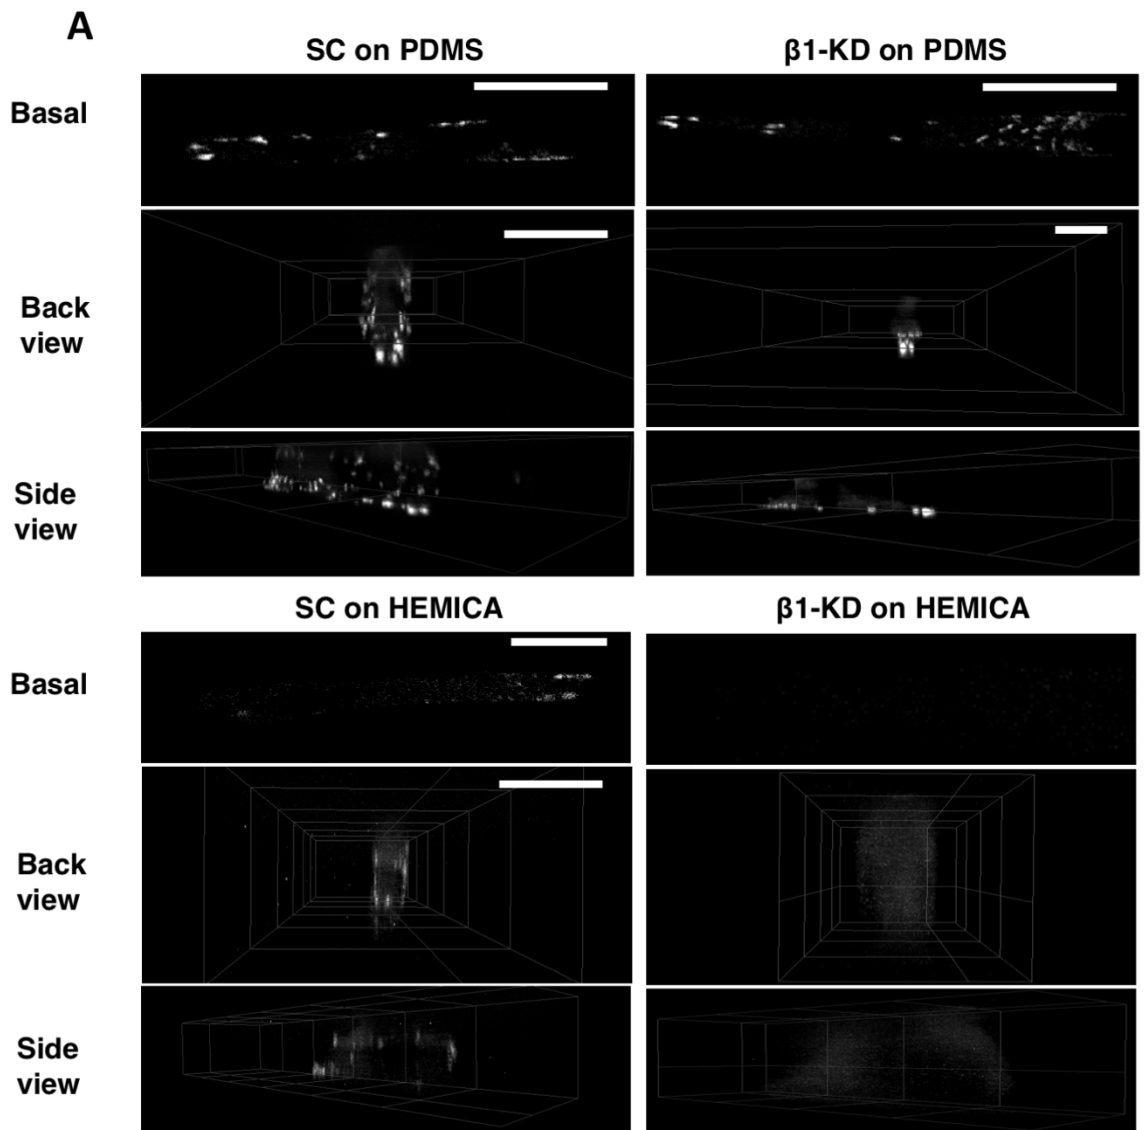 A
SC on PDMS
β1-KD on PDMS
Basal
Back
view
Side
view
SC on HEMICA
β1-KD on HEMICA
Basal
Back
view
Side
view